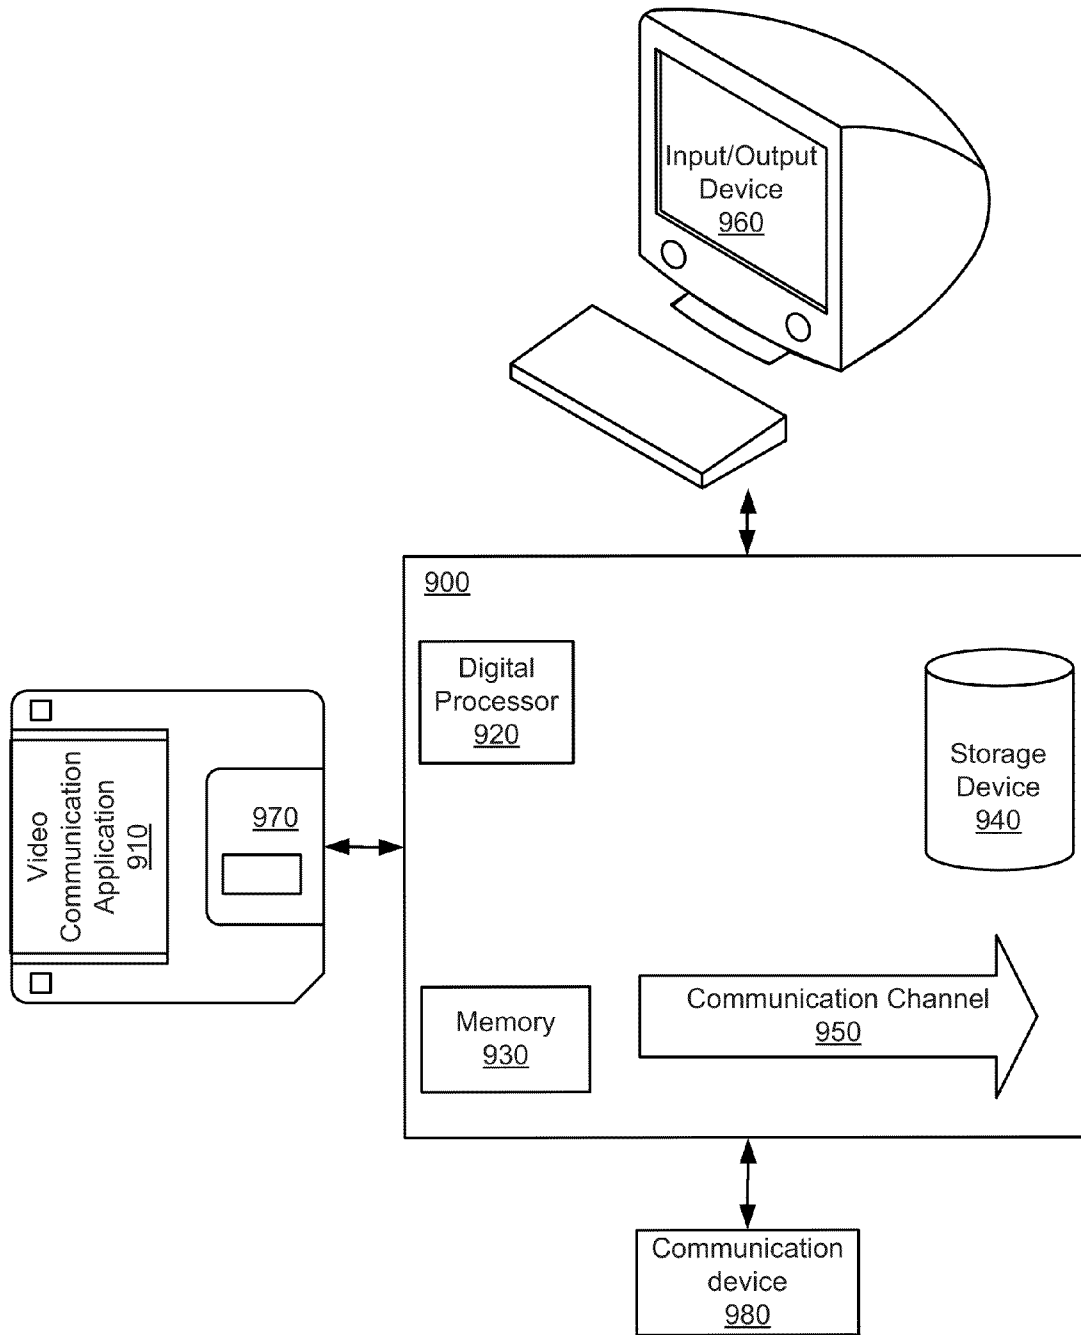 Input/Output
Device
960
900
Digital
Processor
920
Storage
Device
940
Video
Communication
Application
910
970
Memory
930
Communication Channel
950
Communication
device
980